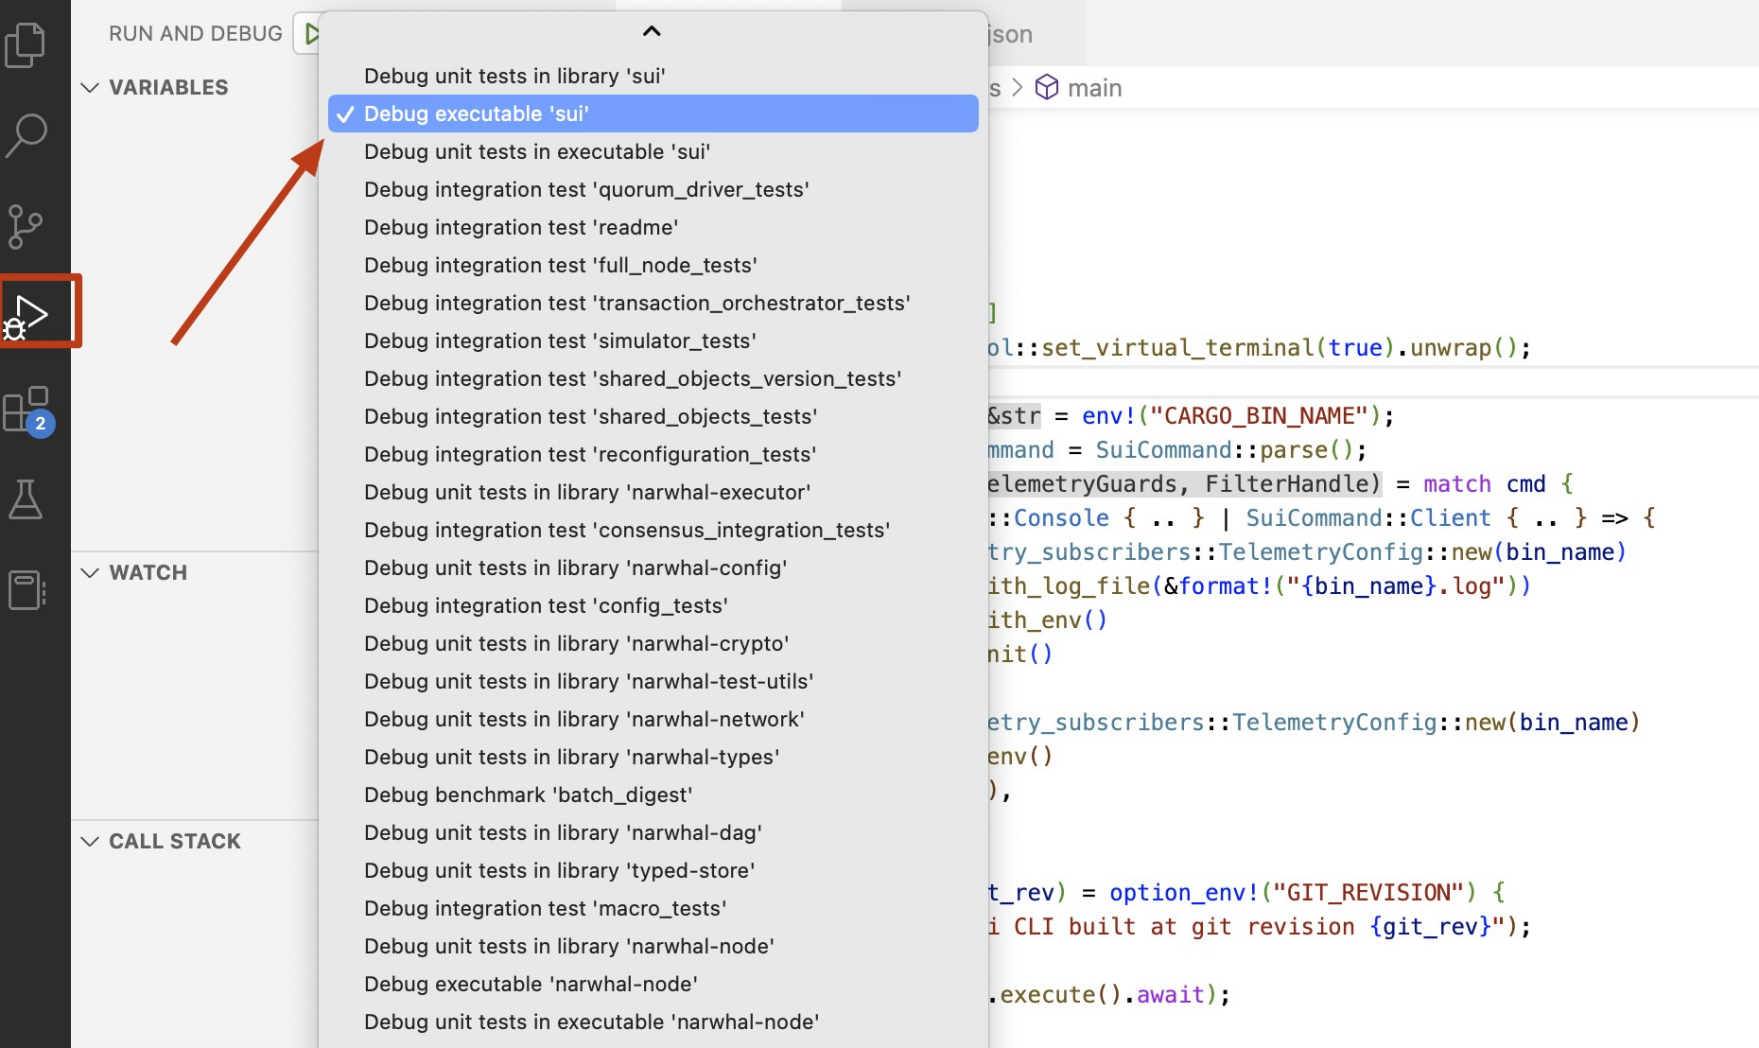 RUN AND DEBUG
json
VARIABLES
s > main
Debug unit tests in library 'sui'
✓ Debug executable 'sui'
Debug unit tests in executable 'sui'
Debug integration test 'quorum_driver_tests'
Debug integration test 'readme'
Debug integration test 'full_node_tests'
Debug integration test 'transaction_orchestrator_tests'
Debug integration test 'simulator_tests'
Debug integration test 'shared_objects_version_tests'
Debug integration test 'shared_objects_tests'
Debug integration test 'reconfiguration_tests'
Debug unit tests in library 'narwhal-executor'
Debug integration test 'consensus_integration_tests'
Debug unit tests in library 'narwhal-config'
Debug integration test 'config_tests'
Debug unit tests in library 'narwhal-crypto'
Debug unit tests in library 'narwhal-test-utils'
Debug unit tests in library 'narwhal-network'
Debug unit tests in library 'narwhal-types'
Debug benchmark 'batch_digest'
Debug unit tests in library 'narwhal-dag'
Debug unit tests in library 'typed-store'
Debug integration test 'macro_tests'
Debug unit tests in library 'narwhal-node'
Debug executable 'narwhal-node'
Debug unit tests in executable 'narwhal-node'
2
WATCH
CALL STACK
]
ol::set_virtual_terminal(true).unwrap();
&str = env!("CARGO_BIN_NAME");
mmand = SuiCommand::parse();
elemetryGuards, FilterHandle) = match cmd {
::Console { .. } | SuiCommand::Client { .. } => {
try_subscribers::TelemetryConfig::new(bin_name)
ith_log_file(&format!("{bin_name}.log"))
ith_env()
nit()
etry_subscribers::TelemetryConfig::new(bin_name)
env()
),
t_rev) = option_env!("GIT_REVISION") {
i CLI built at git revision {git_rev}");
.execute().await);